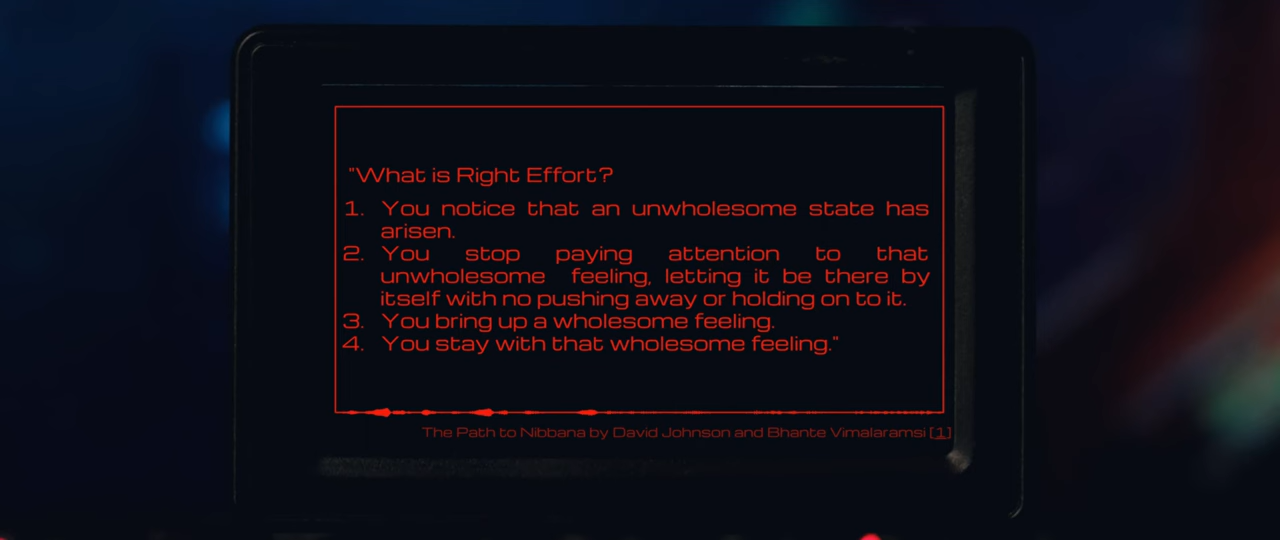 "What is Right Effort?
1. You notice that an unwholesome state has
arisen.
2. You stop paying attention to that
unwholesome feeling, letting it be there by
itself with no pushing away or holding on to it.
3. You bring up a wholesome feeling.
4. You stay with that wholesome feeling."
The Path to Nibbana by David Johnson and Bhante Vimalaramsi [1]